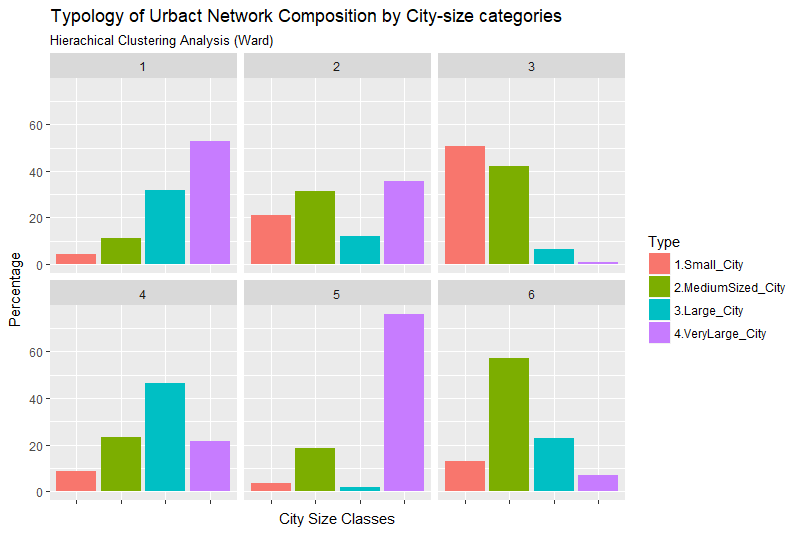 Typology of Urbact Network Composition by City-size categories
Hierachical Clustering Analysis (Ward)
1 2 3
60
40
20
0
4 5 6
60
40
20
0
Percentage
City Size Classes
Type
1.Small_City
2.MediumSized_City
3.Large_City
4.VeryLarge_City